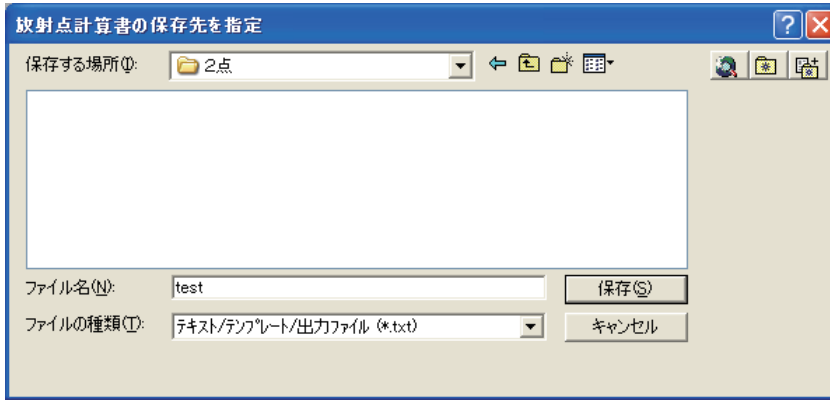 放射点計算書の保存先を指定
保存する場所(I):
2点
ファイル名(N):
test
保存(S)
ファイルの種類(T):
テキスト/テンプレート/出力ファイル (*.txt)
キャンセル